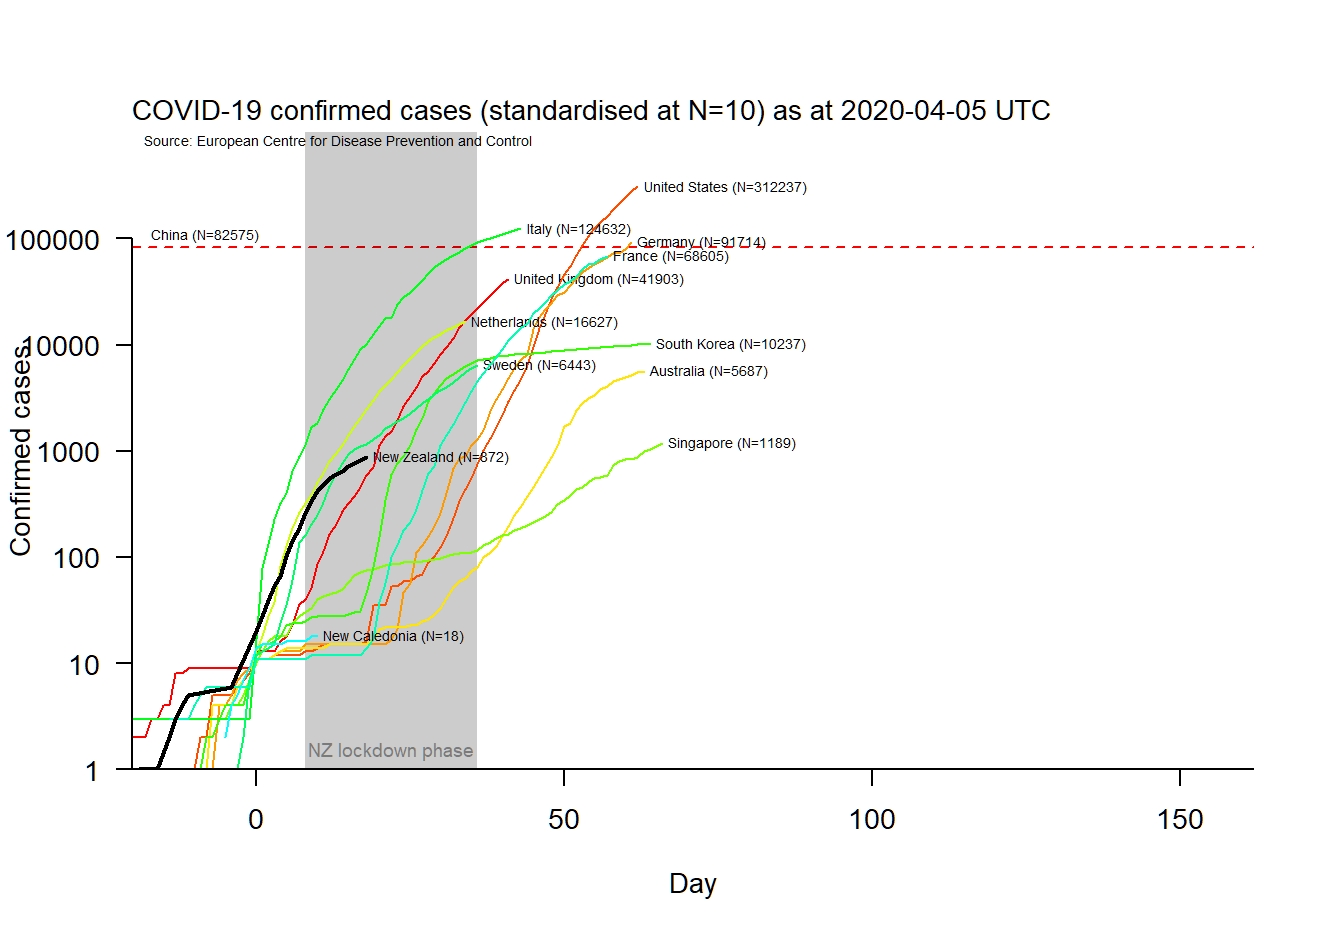 COVID-19 confirmed cases (standardised at N=10) as at 2020-04-05 UTC
Source: European Centre for Disease Prevention and Control
United States (N=312237)
Italy (N=124632)
China (N=82575)
100000
Germany (N=91714)
France (N=68605)
United Kingdom (N=41903)
Netherlands (N=16627)
10000
South Korea (N=10237)
Sweden (N=6443)
Australia (N=5687)
Singapore (N=1189)
1000
New Zealand (N=872)
Confirmed cases
100
New Caledonia (N=18)
10
NZ lockdown phase
1
0 50 100 150
Day